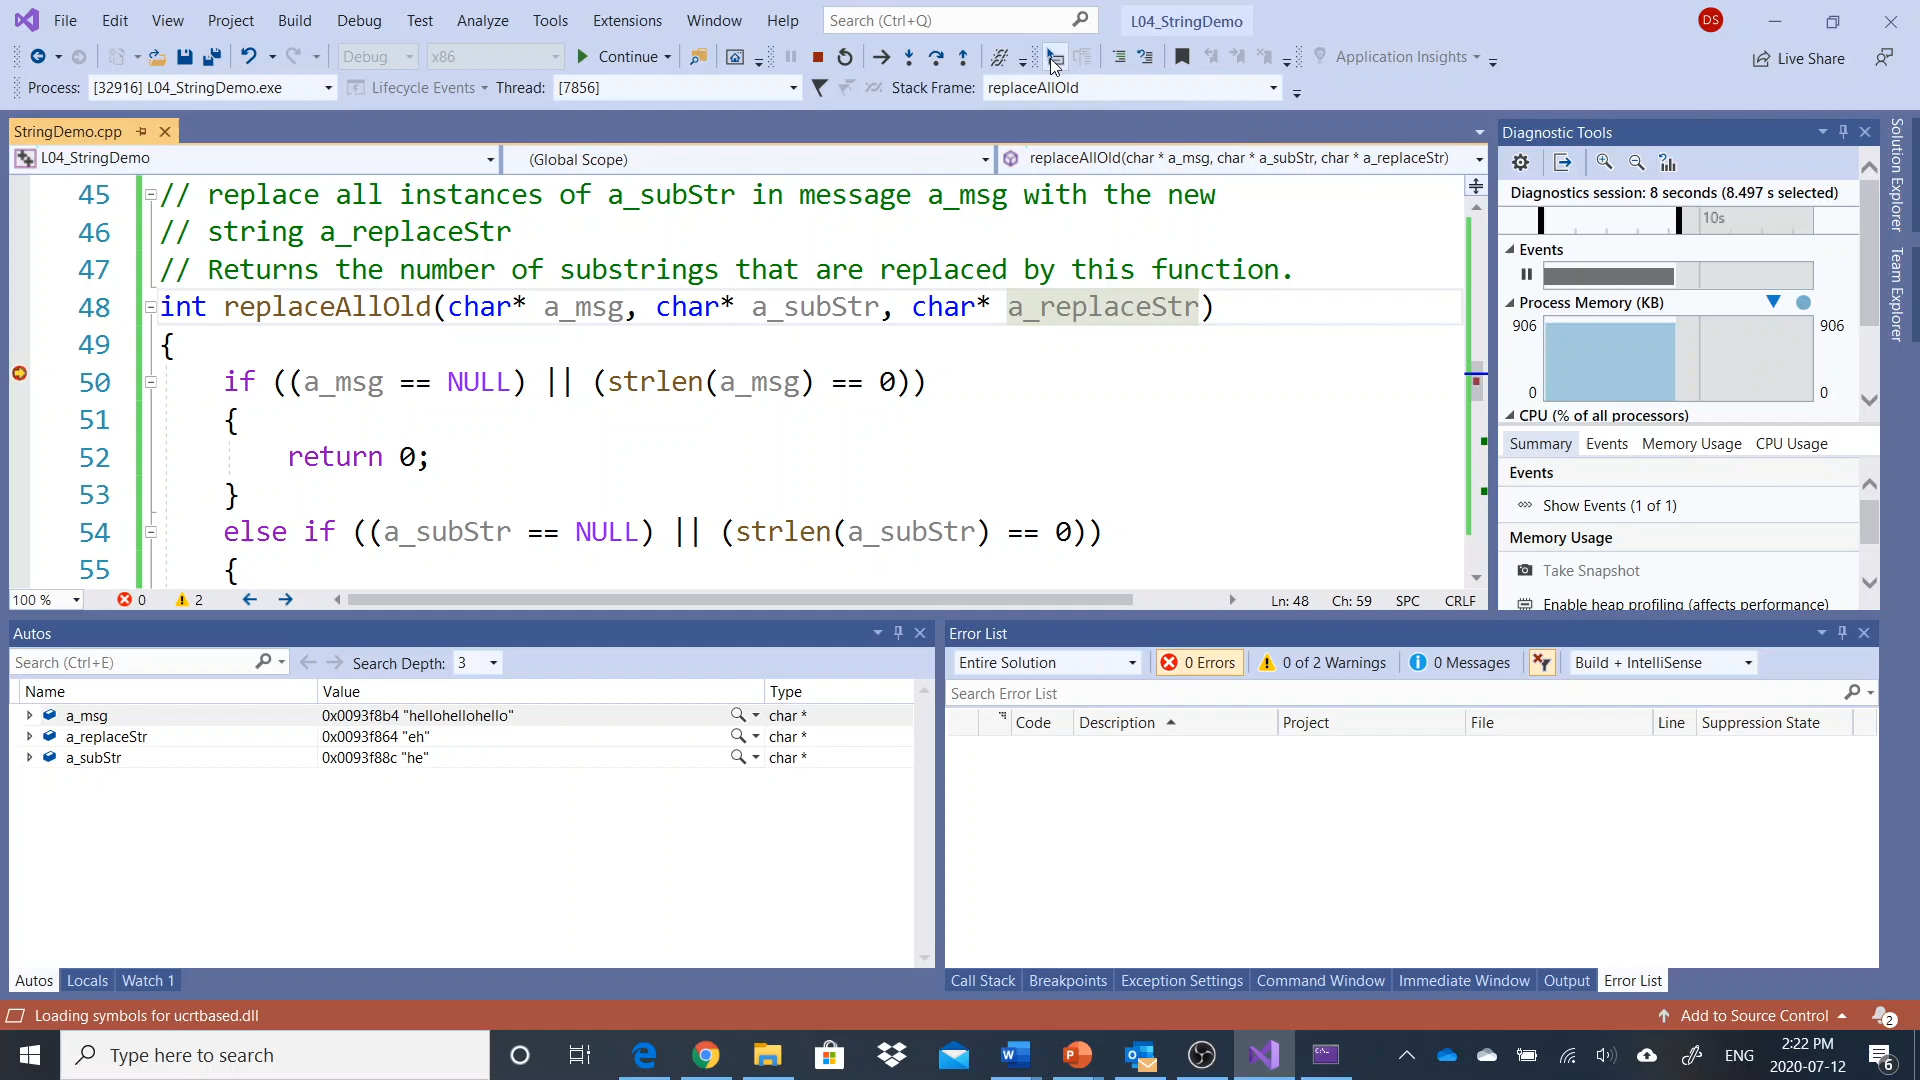 File Edit View Project Build Debug Test Analyze Tools Extensions Window Help Search (Ctrl+Q) L04_StringDemo DS
Debug x86 Continue Application Insights Live Share
Process: [32916] L04_StringDemo.exe Lifecycle Events Thread: [7856] Stack Frame: replaceAllOld
StringDemo.cpp
L04_StringDemo (Global Scope) replaceAllOld(char * a_msg, char * a_subStr, char * a_replaceStr)
45 // replace all instances of a_subStr in message a_msg with the new
46 // string a_replaceStr
47 // Returns the number of substrings that are replaced by this function.
48 int replaceAllOld(char* a_msg, char* a_subStr, char* a_replaceStr)
49 {
50 if ((a_msg == NULL) || (strlen(a_msg) == 0))
51 {
52 return 0;
53 }
54 else if ((a_subStr == NULL) || (strlen(a_subStr) == 0))
55 {
100 % 0 2 Ln: 48 Ch: 59 SPC CRLF
Diagnostic Tools
Diagnostics session: 8 seconds (8.497 s selected)
10s
Events
Process Memory (KB)
906 906
0 0
CPU (% of all processors)
Summary Events Memory Usage CPU Usage
Events
Show Events (1 of 1)
Memory Usage
Take Snapshot
Enable heap profiling (affects performance)
Solution Explorer
Team Explorer
Autos
Search (Ctrl+E) Search Depth: 3
Name Value Type
a_msg 0x0093f8b4 "hellohellohello" char *
a_replaceStr 0x0093f864 "eh" char *
a_subStr 0x0093f88c "he" char *
Autos Locals Watch 1
Error List
Entire Solution 0 Errors 0 of 2 Warnings 0 Messages Build + IntelliSense
Search Error List
Code Description Project File Line Suppression State
Call Stack Breakpoints Exception Settings Command Window Immediate Window Output Error List
Loading symbols for ucrtbased.dll Add to Source Control 2
Type here to search ENG 2:22 PM
2020-07-12 6